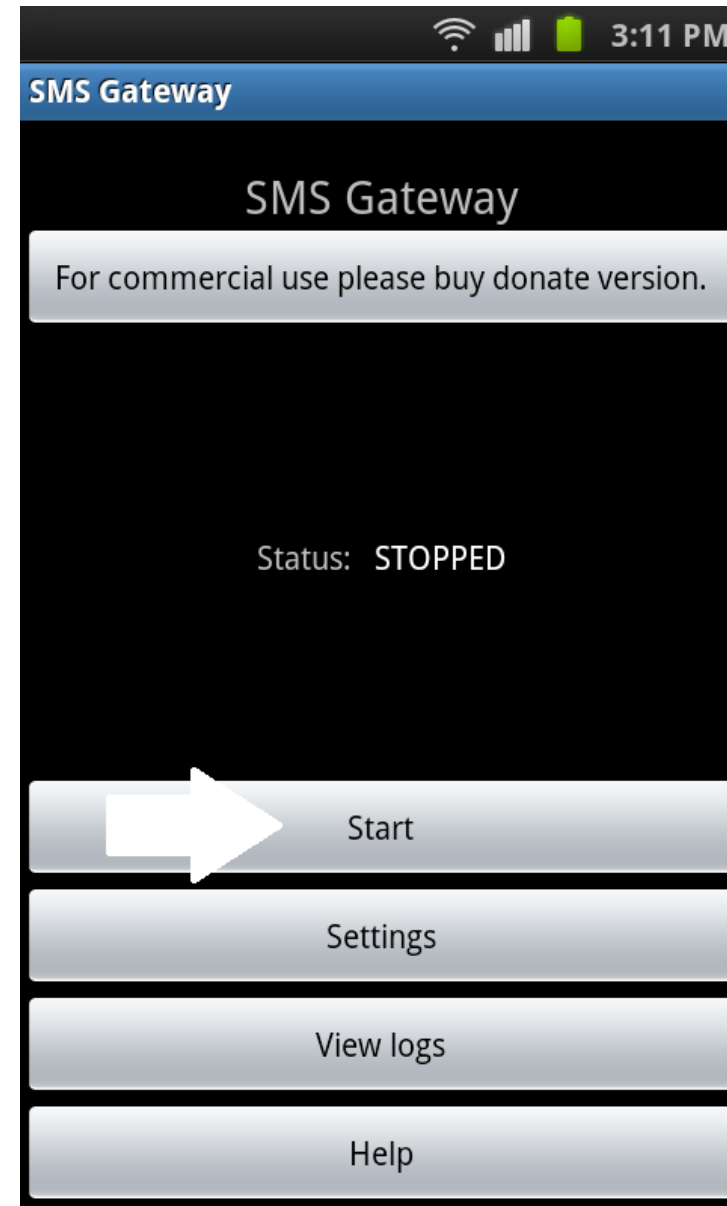 3:11 PM
SMS Gateway
SMS Gateway
For commercial use please buy donate version.
Status: STOPPED
Start
Settings
View logs
Help